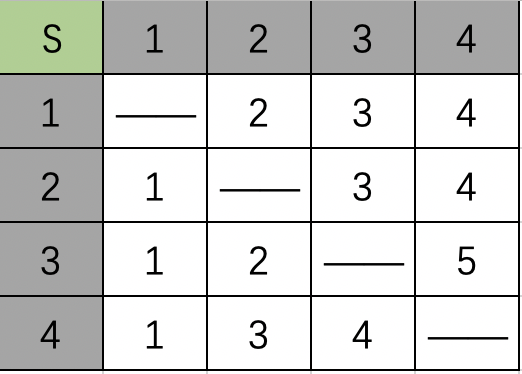 S 1 2 3 4
1 —— 2 3 4
2 1 —— 3 4
3 1 2 —— 5
4 1 3 4 ——